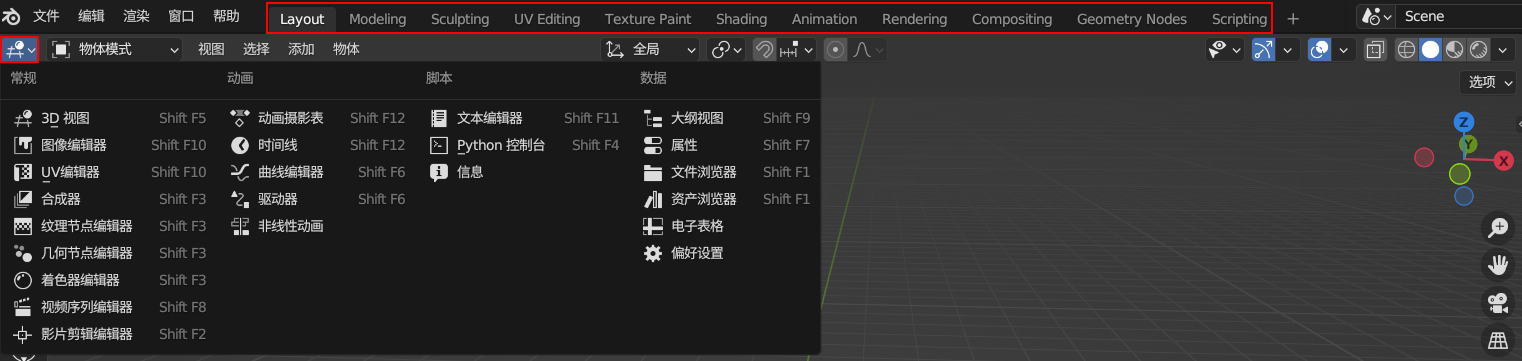 文件 编辑 渲染 窗口 帮助 Layout Modeling Sculpting UV Editing Texture Paint Shading Animation Rendering Compositing Geometry Nodes Scripting + Scene
物体模式 视图 选择 添加 物体 全局
选项
常规 动画 脚本 数据
3D 视图 Shift F5 动画摄影表 Shift F12 文本编辑器 Shift F11 大纲视图 Shift F9
图像编辑器 Shift F10 时间线 Shift F12 Python 控制台 Shift F4 属性 Shift F7
UV编辑器 Shift F10 曲线编辑器 Shift F6 信息 文件浏览器 Shift F1
合成器 Shift F3 驱动器 Shift F6 资产浏览器 Shift F1
纹理节点编辑器 Shift F3 非线性动画 电子表格
几何节点编辑器 Shift F3 偏好设置
着色器编辑器 Shift F3
视频序列编辑器 Shift F8
影片剪辑编辑器 Shift F2
Z
Y
X